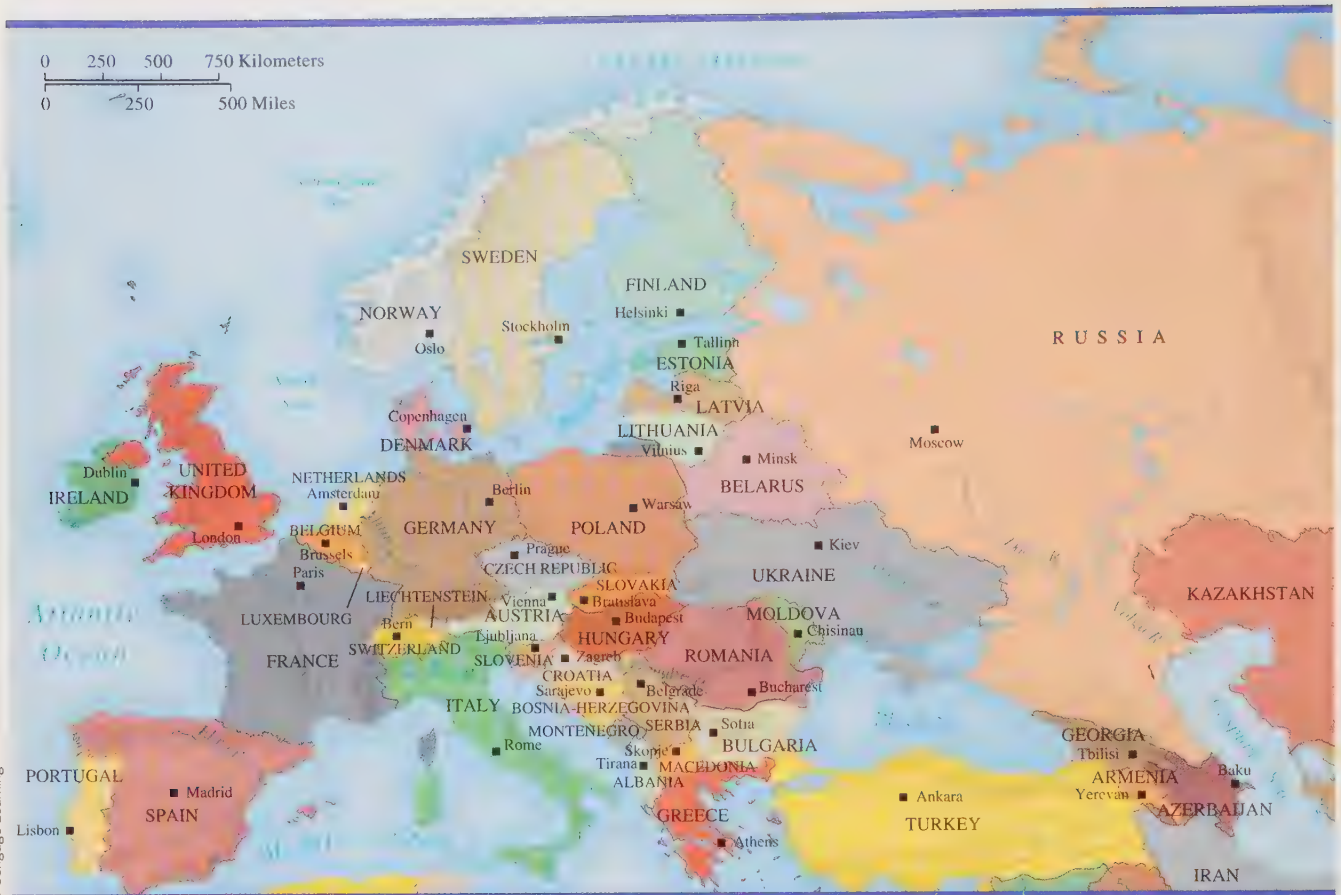 0 250 500 750 Kilometers
0 250 500 Miles
SWEDEN
FINLAND
NORWAY
Helsinki
Stockholm
Oslo
Tallinn
ESTONIA
RUSSIA
Riga
LATVIA
Copenhagen
DENMARK
LITHUANIA
Vilnius
Moscow
Minsk
BELARUS
Dublin
IRELAND
UNITED
KINGDOM
London
NETHERLANDS
Amsterdam
BELGIUM
Brussels
Berlin
GERMANY
Warsaw
POLAND
Paris
Prague
CZECH REPUBLIC
Kiev
UKRAINE
SLOVAKIA
Bratislava
LIECHTENSTEIN
LUXEMBOURG
Vienna
AUSTRIA
Budapest
HUNGARY
MOLDOVA
Chisinau
KAZAKHSTAN
Volga R.
Atlantic
Ocean
Bern
SWITZERLAND
Ljubljana
SLOVENIA
Zagreb
CROATIA
FRANCE
ROMANIA
Bucharest
Sarajevo
Belgrade
BOSNIA-HERZEGOVINA
ITALY
MONTENEGRO
SERBIA
Sofia
BULGARIA
Rome
Skopje
Tirana
MACEDONIA
ALBANIA
GEORGIA
Tbilisi
ARMENIA
Yerevan
Baku
AZERBAIJAN
PORTUGAL
Madrid
SPAIN
Lisbon
GREECE
Athens
Ankara
TURKEY
IRAN